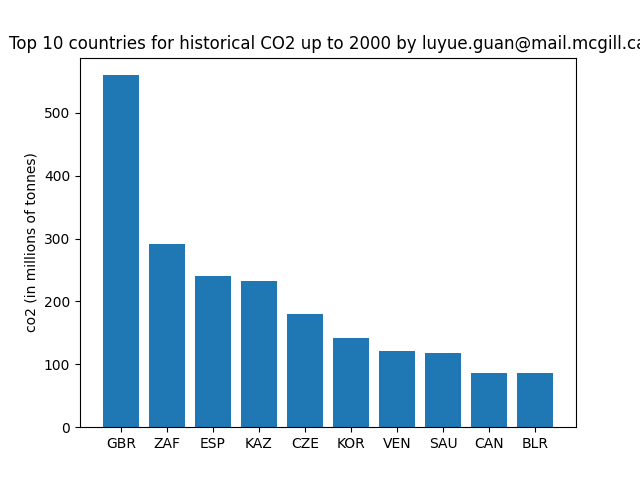 Top 10 countries for historical CO2 up to 2000 by luyue.guan@mail.mcgill.ca
co2 (in millions of tonnes)
500
400
300
200
100
0
GBR ZAF ESP KAZ CZE KOR VEN SAU CAN BLR